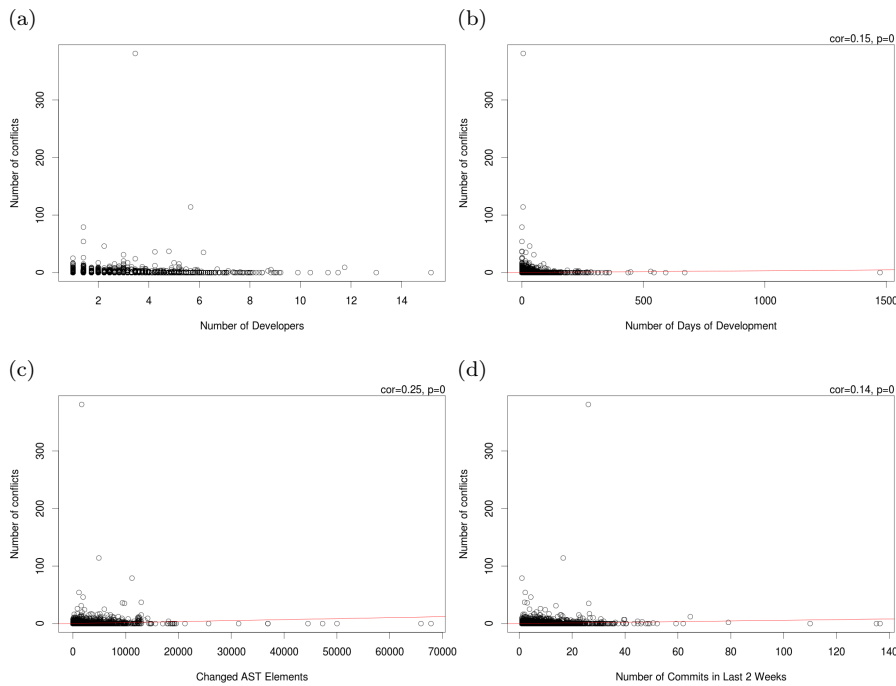 (a)
Number of conflicts
0 100 200 300
2 4 6 8 10 12 14
Number of Developers
(b)
cor=0.15, p=0
Number of conflicts
0 100 200 300
0 500 1000 1500
Number of Days of Development
(c)
cor=0.25, p=0
Number of conflicts
0 100 200 300
0 10000 20000 30000 40000 50000 60000 70000
Changed AST Elements
(d)
cor=0.14, p=0
Number of conflicts
0 100 200 300
0 20 40 60 80 100 120 140
Number of Commits in Last 2 Weeks